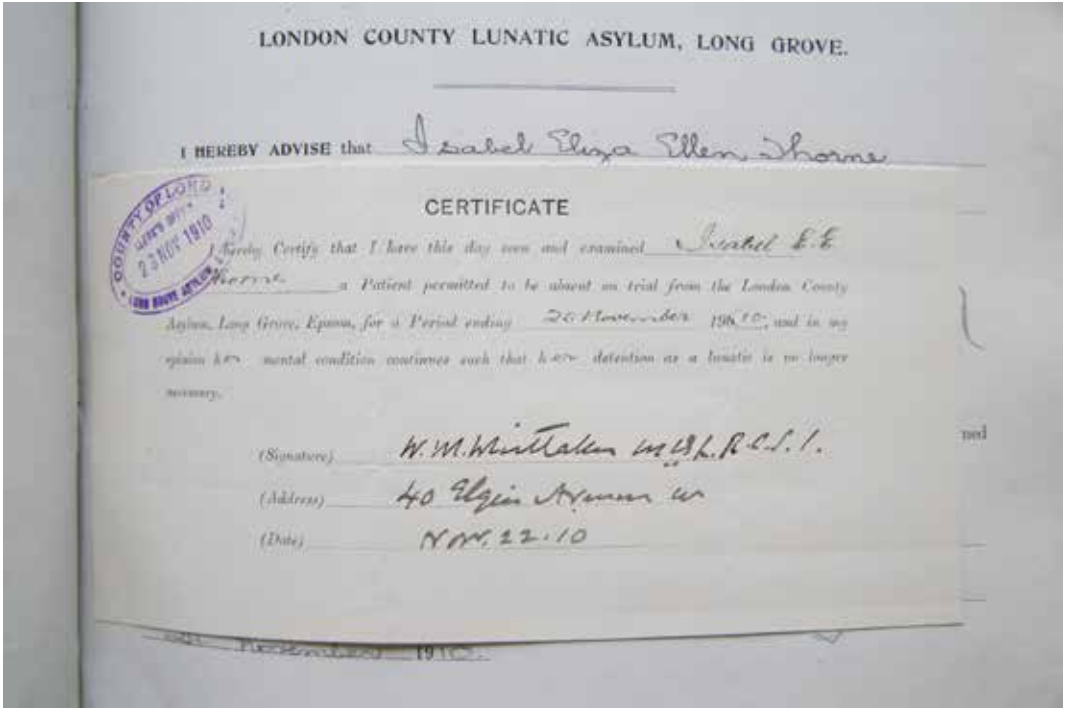 LONDON COUNTY LUNATIC ASYLUM, LONG GROVE.
I HEREBY ADVISE that Isabel Eliza Ellen Thorne
CERTIFICATE
COUNTY OF LOND
23 NOV 1910
LONG GROVE ASYLUM
I hereby Certify that I have this day seen and examined Isabel E. E.
Thorne a Patient permitted to be absent on trial from the London County
Asylum, Long Grove, Epsom, for a Period ending November 1910, and in my
opinion her mental condition continues such that her detention as a lunatic is no longer
necessary.
(Signature) W. M. Whittaker L.R.C.S.I.
(Address) 40 Elgin Avenue W
(Date) Nov. 22.10
ned
November 1910.